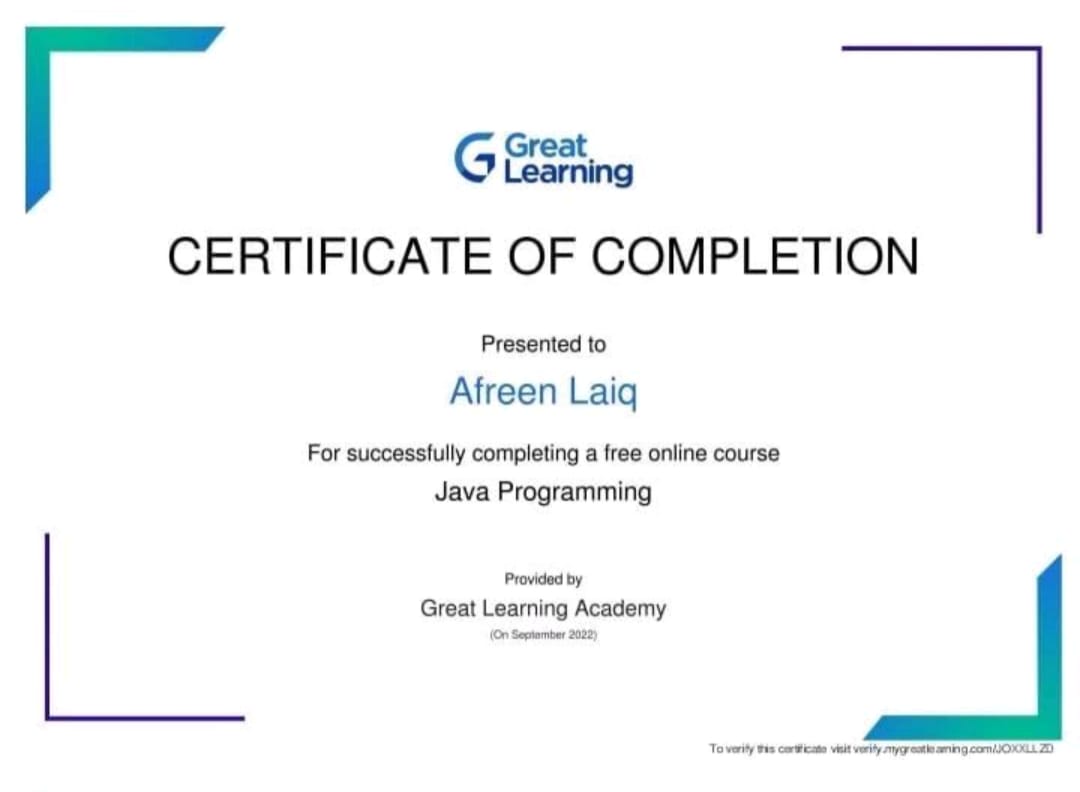 Great
Learning
CERTIFICATE OF COMPLETION
Presented to
Afreen Laiq
For successfully completing a free online course
Java Programming
Provided by
Great Learning Academy
(On September 2022)
To verify this certificate visit verify.mygreatlearning.com/JOXXLLZD